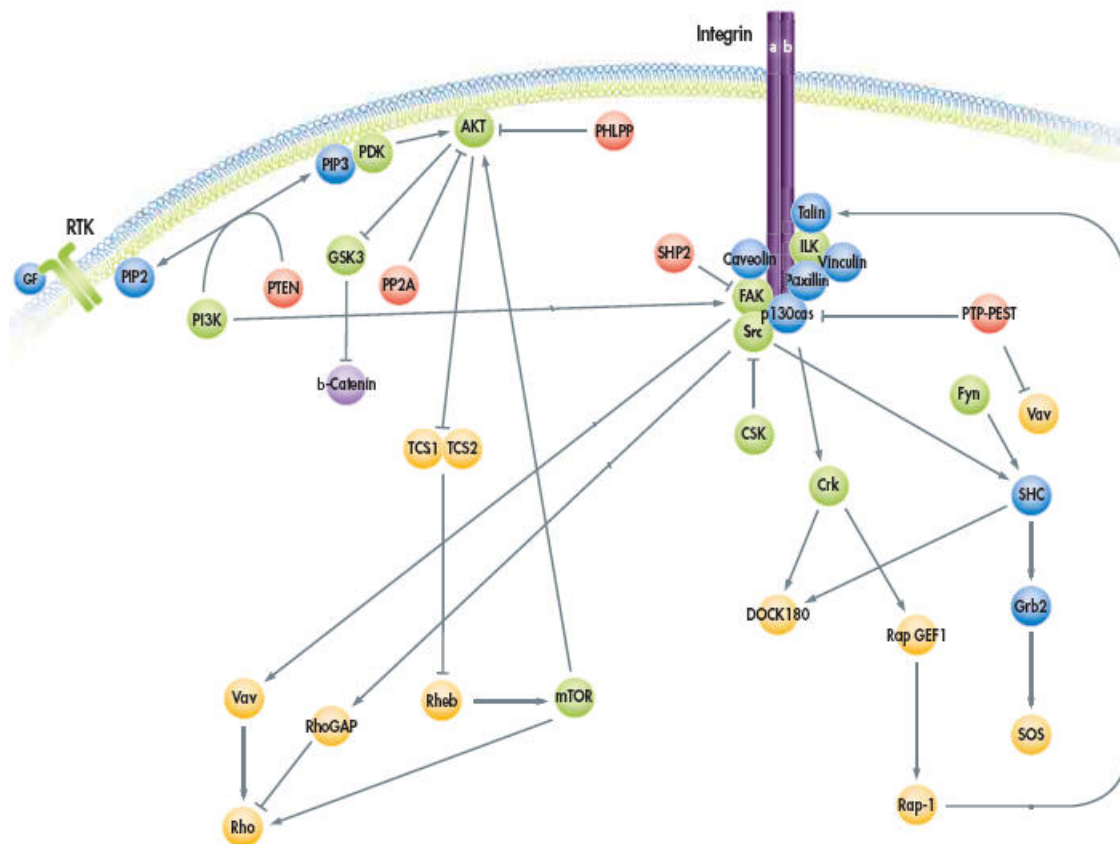 Integrin
a b
AKT
PHLPP
PDK
PIP3
RTK
GF
PIP2
PTEN
PI3K
GSK3
PP2A
b-Catenin
SHP2
Caveolin
Talin
ILK
Vinculin
Paxillin
FAK
p130cas
Src
PTP-PEST
Fyn
Vav
CSK
TCS1 TCS2
Crk
SHC
DOCK180
Grb2
Rap GEF1
Vav
RhoGAP
Rheb
mTOR
SOS
Rho
Rap-1